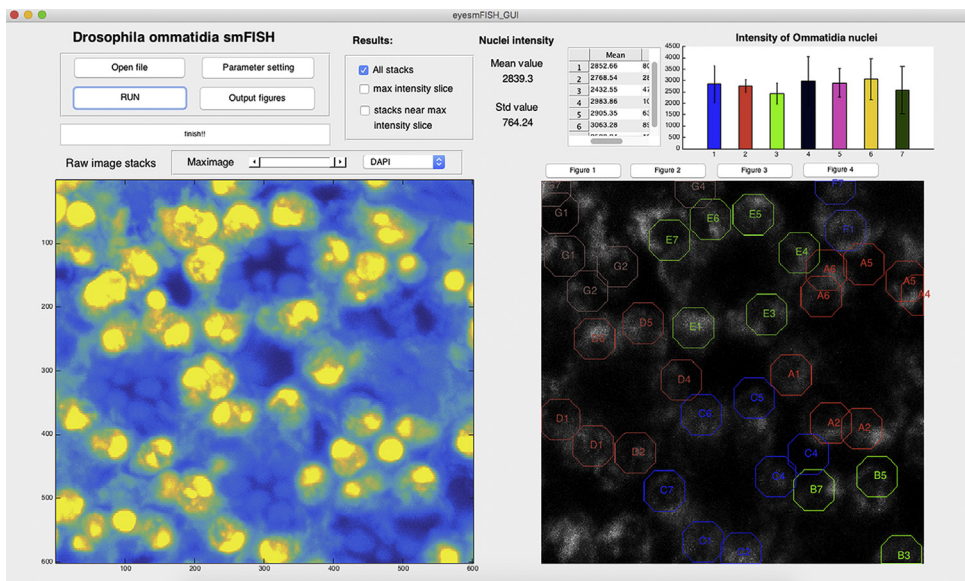 eyesmFISH_GUI
Drosophila ommatidia smFISH
Open file
Parameter setting
RUN
Output figures
finish!!
Raw image stacks
Maximage
DAPI
Results:
All stacks
max intensity slice
stacks near max
intensity slice
Nuclei intensity
Mean value
2839.3
Std value
764.24
Mean
1 2852.66
2 2768.54
3 2432.55
4 2983.86
5 2905.35
6 3063.28
Intensity of Ommatidia nuclei
4500
4000
3500
3000
2500
2000
1500
1000
500
0
1 2 3 4 5 6 7
Figure 1 Figure 2 Figure 3 Figure 4
100
200
300
400
500
600
100 200 300 400 500 600
G4
G1
E6
E5
E7
E4
G1
G2
A6
A5
G2
A6
A5
A4
D5
E1
E3
D4
A1
C5
D1
A2
A2
D1
C4
B5
C7
B7
B3